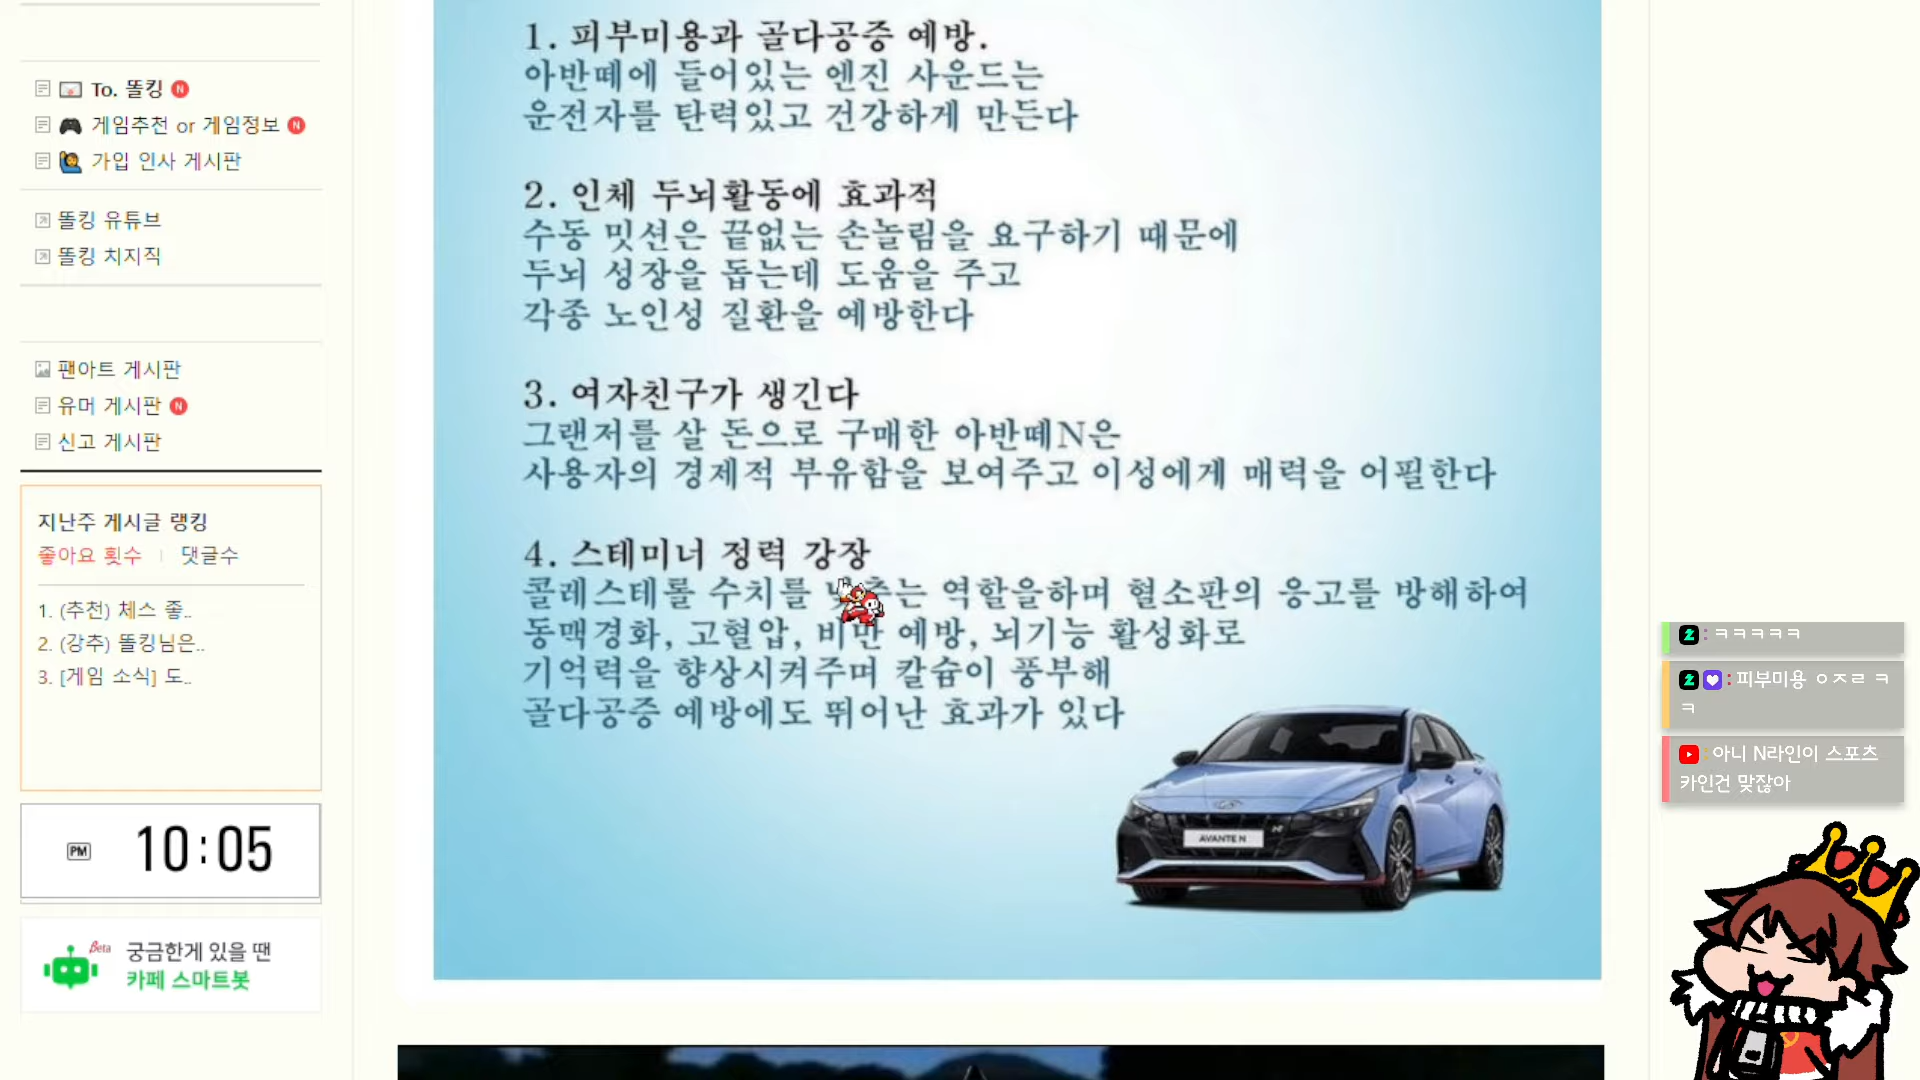 To. 똘킹 N
게임추천 or 게임정보 N
가입 인사 게시판
똘킹 유튜브
똘킹 치지직
팬아트 게시판
유머 게시판 N
신고 게시판
지난주 게시글 랭킹
좋아요 횟수 댓글수
1. (추천) 체스 좋..
2. (강추) 똘킹님은..
3. [게임 소식] 도..
PM 10:05
Beta
궁금한게 있을 땐
카페 스마트봇
1. 피부미용과 골다공증 예방.
아반떼에 들어있는 엔진 사운드는
운전자를 탄력있고 건강하게 만든다
2. 인체 두뇌활동에 효과적
수동 밋션은 끝없는 손놀림을 요구하기 때문에
두뇌 성장을 돕는데 도움을 주고
각종 노인성 질환을 예방한다
3. 여자친구가 생긴다
그랜저를 살 돈으로 구매한 아반떼N은
사용자의 경제적 부유함을 보여주고 이성에게 매력을 어필한다
4. 스테미너 정력 강장
콜레스테롤 수치를 낮추는 역할을하며 혈소판의 응고를 방해하여
동맥경화, 고혈압, 비만 예방, 뇌기능 활성화로
기억력을 향상시켜주며 칼슘이 풍부해
골다공증 예방에도 뛰어난 효과가 있다
AVANTE N
: ㅋㅋㅋㅋㅋ
: 피부미용 ㅇㅈㄹ ㅋ
ㅋ
: 아니 N라인이 스포츠
카인건 맞잖아